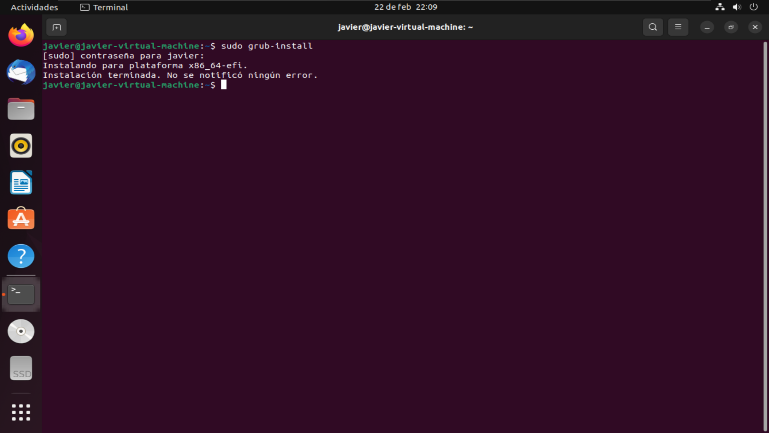 Actividades
Terminal
22 de feb 22:09
javier@javier-virtual-machine: ~
javier@javier-virtual-machine:~$ sudo grub-install
[sudo] contraseña para javier:
Instalando para plataforma x86_64-efi.
Instalación terminada. No se notificó ningún error.
javier@javier-virtual-machine:~$
>_
SSD